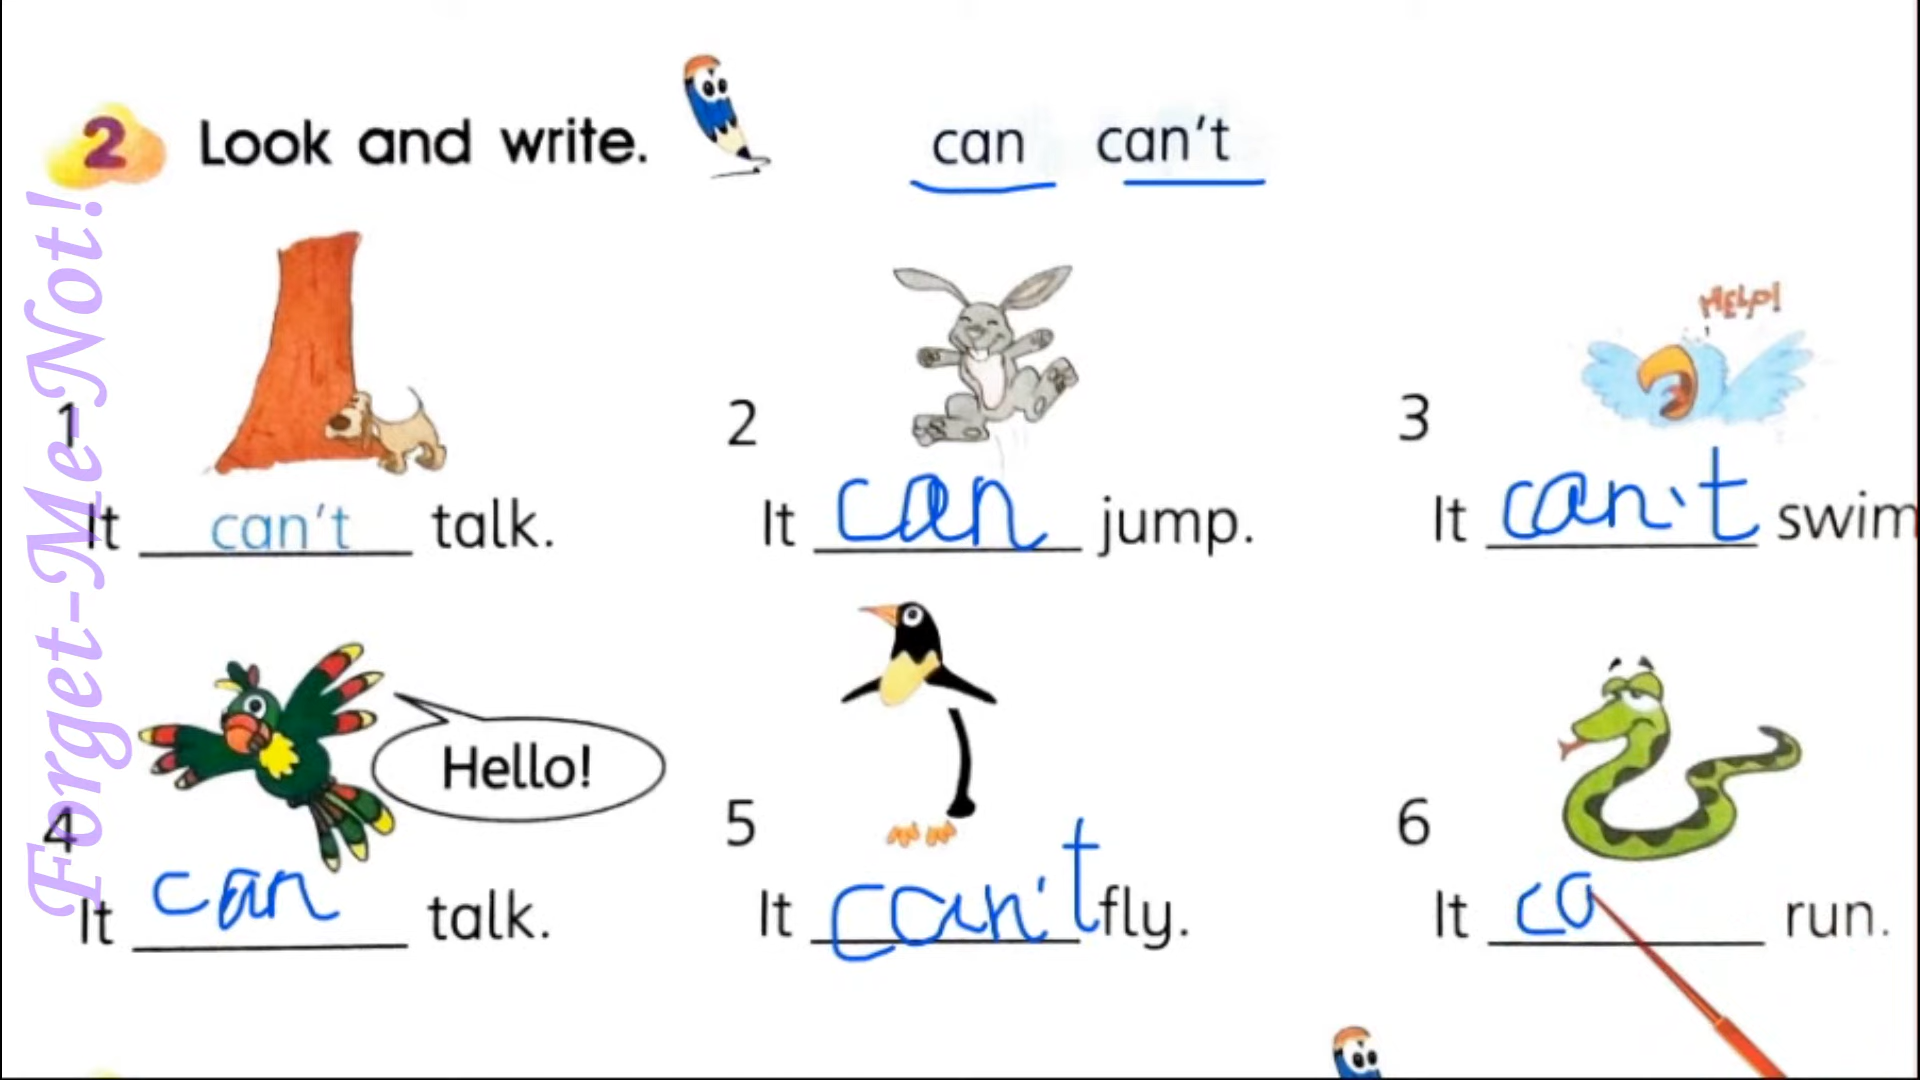 2 Look and write. can can't
HELP!
1 2 3
It can't talk. It can jump. It can't swim
Hello!
4 5 6
It can talk. It can't fly. It ca run.
Forget-Me-Not!